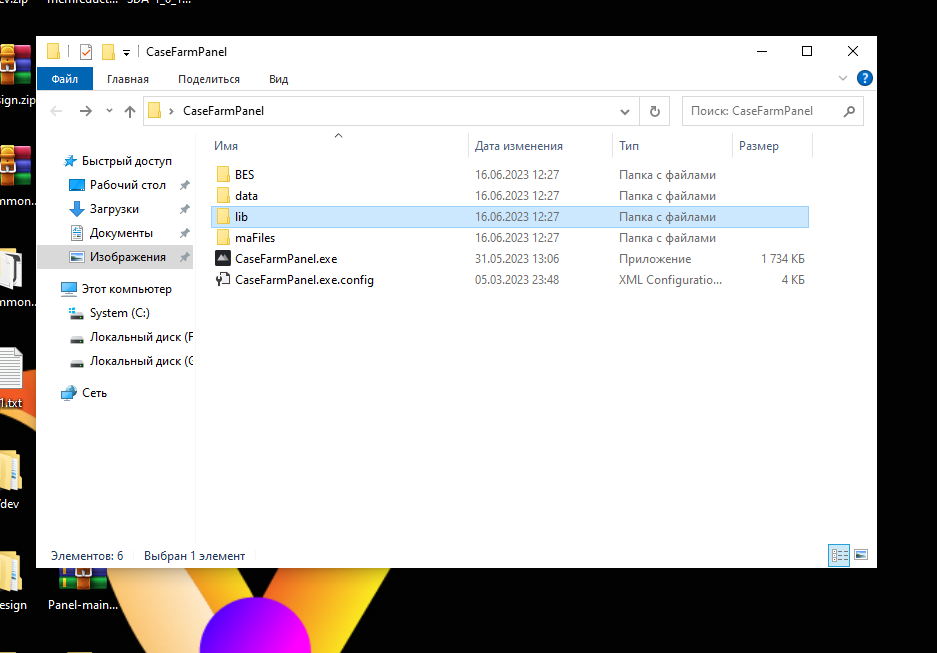 ev.zip
memreduct...
SDA-1_0_1...
CaseFarmPanel
Файл
Главная
Поделиться
Вид
?
CaseFarmPanel
Поиск: CaseFarmPanel
Имя
Дата изменения
Тип
Размер
Быстрый доступ
Рабочий стол
Загрузки
Документы
Изображения
Этот компьютер
System (C:)
Локальный диск (F
Локальный диск (G
Сеть
BES 16.06.2023 12:27 Папка с файлами
data 16.06.2023 12:27 Папка с файлами
lib 16.06.2023 12:27 Папка с файлами
maFiles 16.06.2023 12:27 Папка с файлами
CaseFarmPanel.exe 31.05.2023 13:06 Приложение 1 734 КБ
CaseFarmPanel.exe.config 05.03.2023 23:48 XML Configuratio... 4 КБ
Элементов: 6
Выбран 1 элемент
sign.zip
mmon...
mmon...
1.txt
dev
esign
Panel-main...